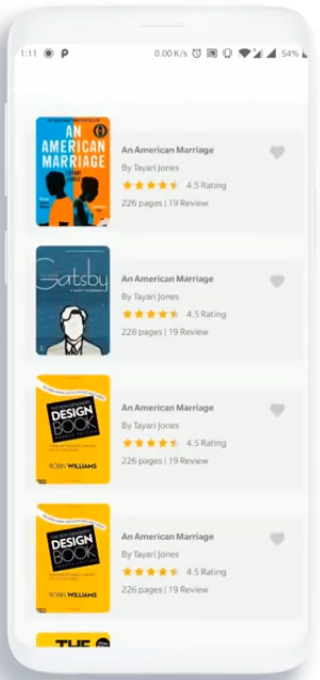 1:11
0.00 K/s
54%
AN
AMERICAN
MARRIAGE
An American Marriage
By Tayari Jones
4.5 Rating
226 pages | 19 Review
Gatsby
An American Marriage
By Tayari Jones
4.5 Rating
226 pages | 19 Review
DESIGN
BOOK
ROBIN WILLIAMS
An American Marriage
By Tayari Jones
4.5 Rating
226 pages | 19 Review
DESIGN
BOOK
ROBIN WILLIAMS
An American Marriage
By Tayari Jones
4.5 Rating
226 pages | 19 Review
THE